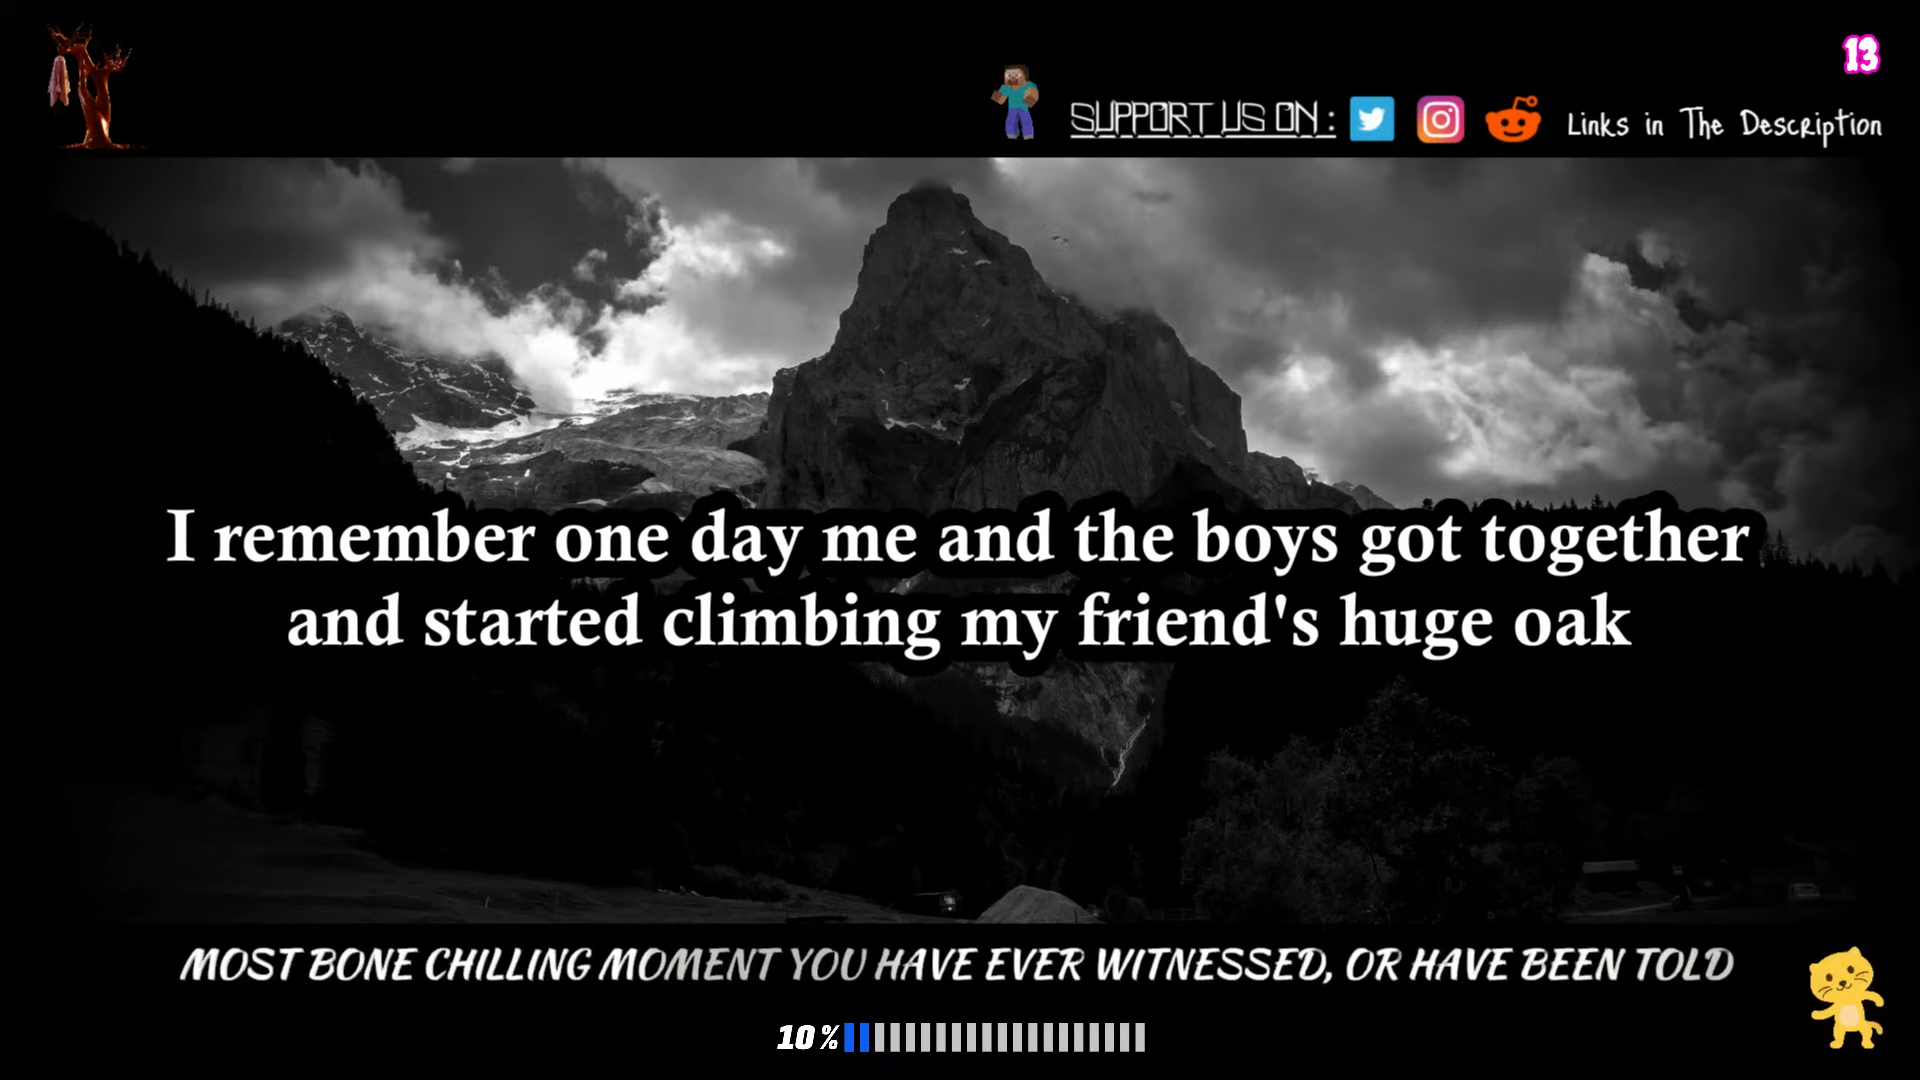 13
SUPPORT US ON : Links in The Description
I remember one day me and the boys got together
and started climbing my friend's huge oak
MOST BONE CHILLING MOMENT YOU HAVE EVER WITNESSED, OR HAVE BEEN TOLD
10%